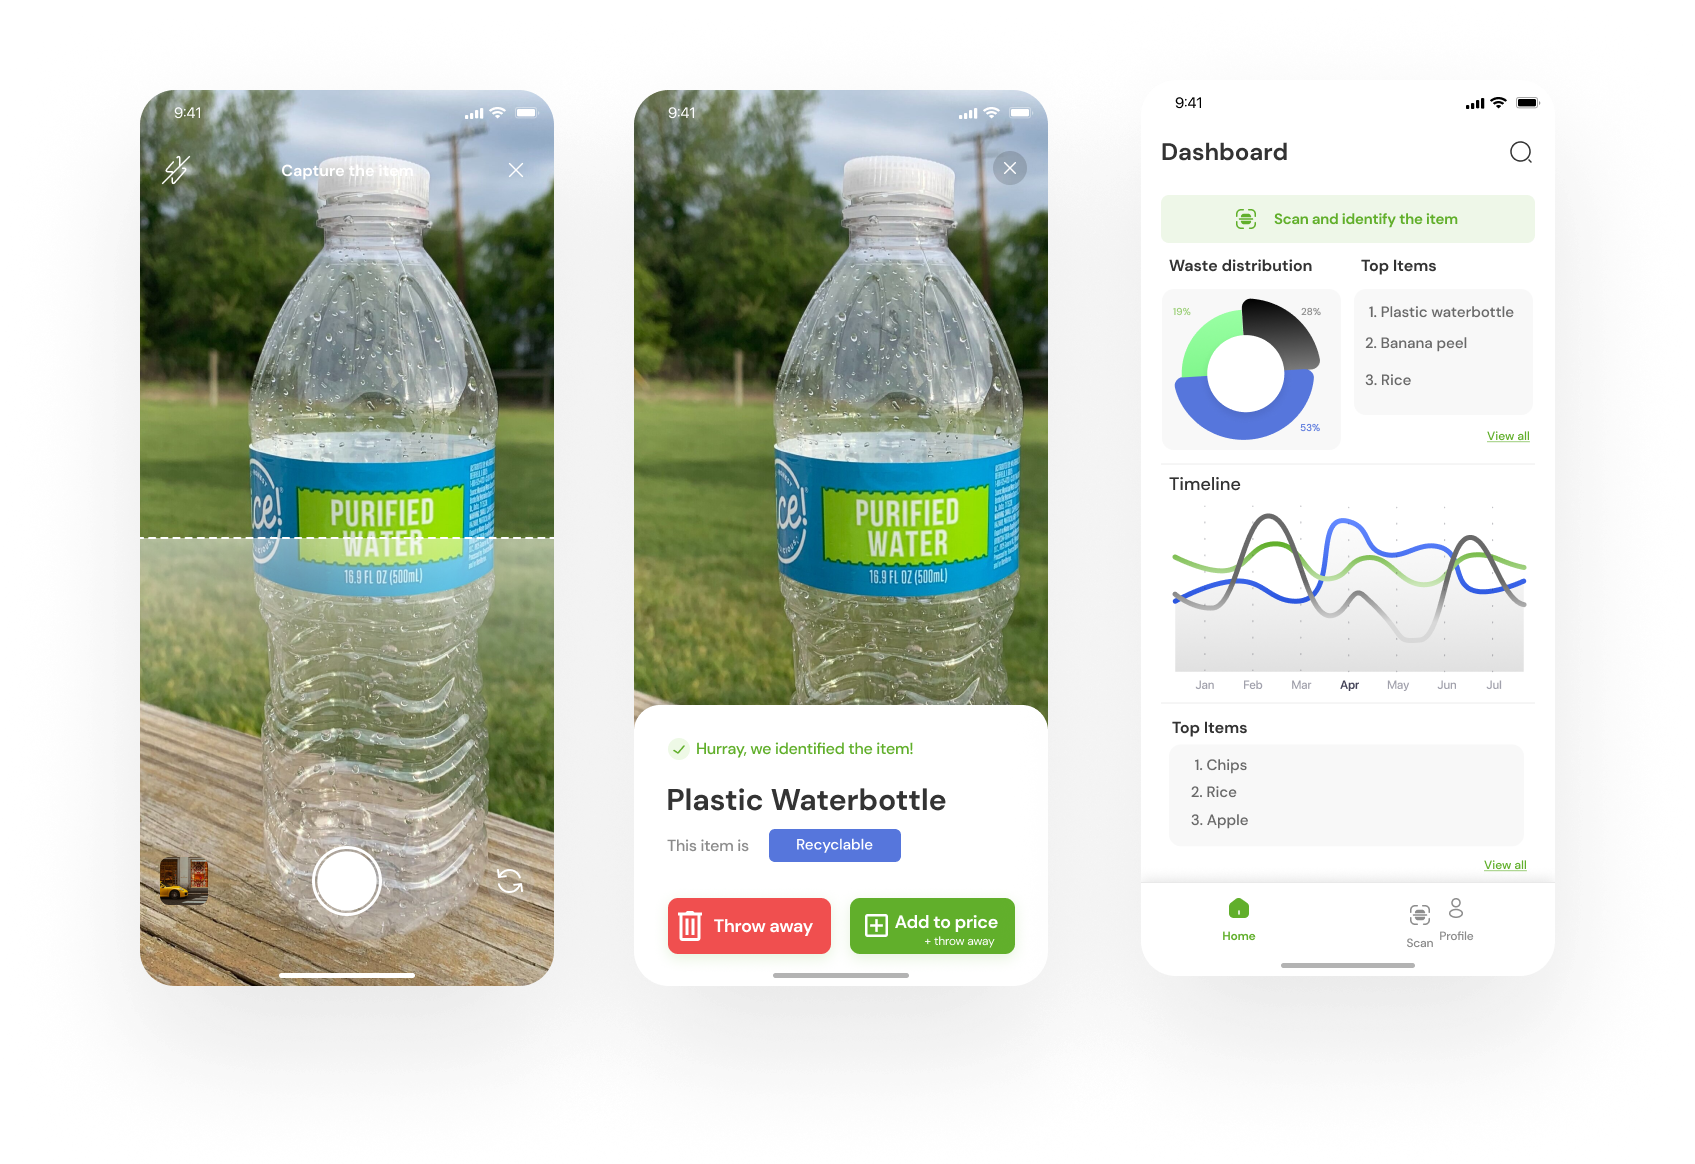 9:41
Capture the item
ice!
PURIFIED
WATER
16.9 FL OZ (500mL)
9:41
ice!
PURIFIED
WATER
16.9 FL OZ (500mL)
Hurray, we identified the item!
Plastic Waterbottle
This item is
Recyclable
Throw away
Add to price
+ throw away
9:41
Dashboard
Scan and identify the item
Waste distribution
Top Items
19%
28%
53%
1. Plastic waterbottle
2. Banana peel
3. Rice
View all
Timeline
Jan Feb Mar Apr May Jun Jul
Top Items
1. Chips
2. Rice
3. Apple
View all
Home
Scan
Profile